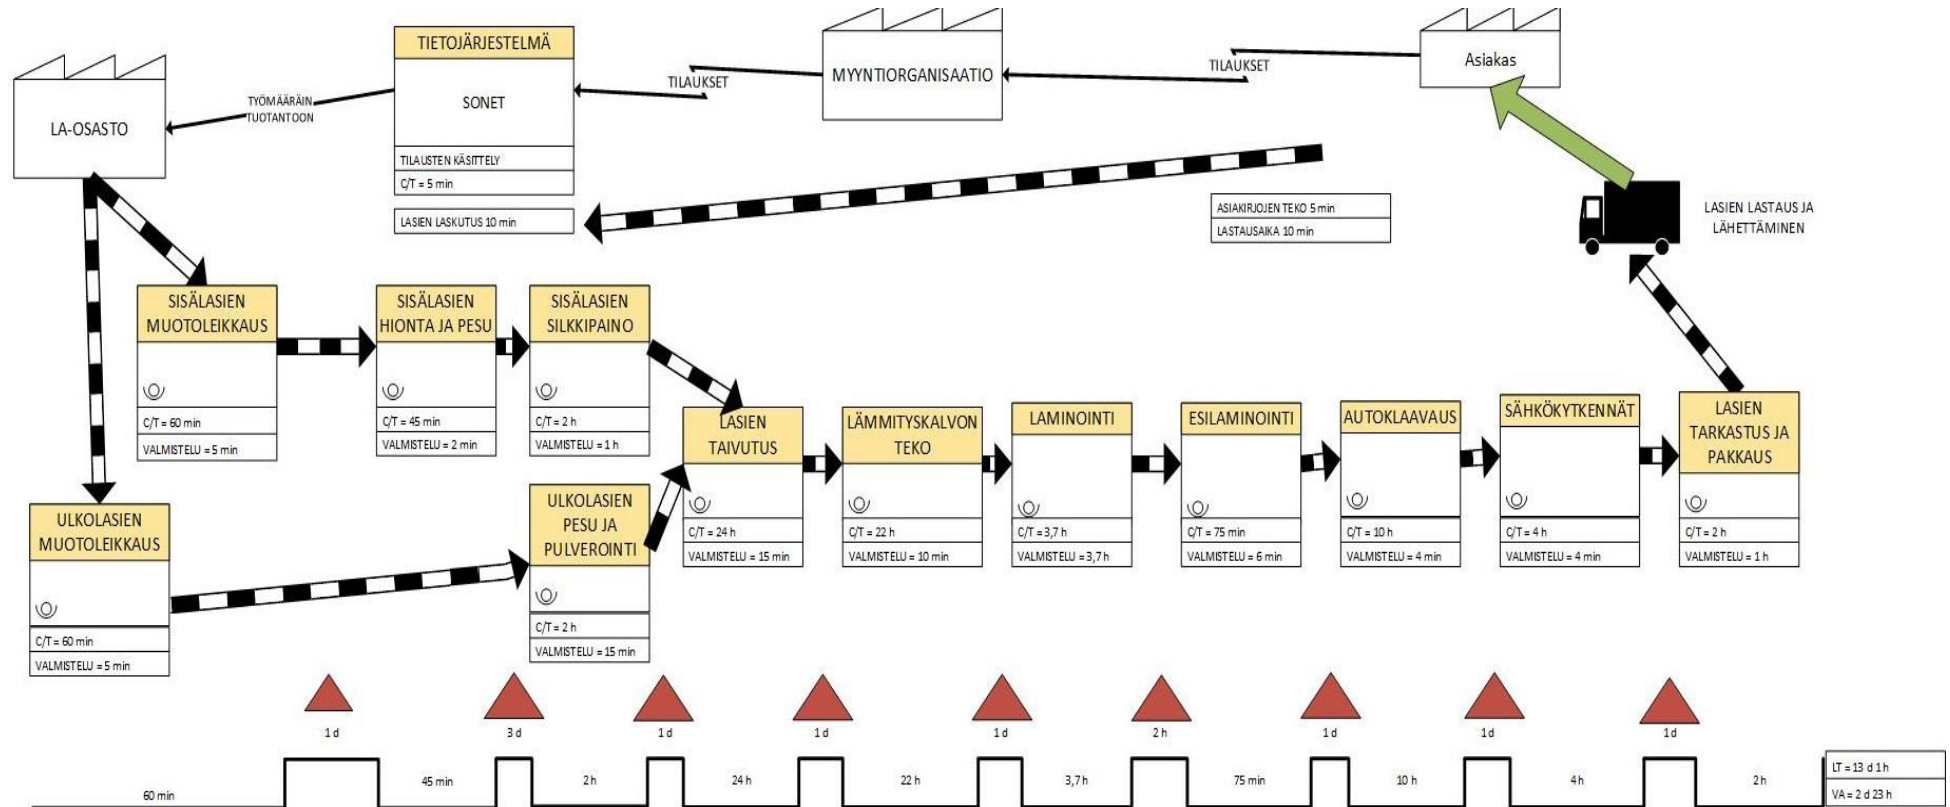 LA-OSASTO
TYÖMÄÄRÄIN
TUOTANTOON
TIETOJÄRJESTELMÄ
SONET
TILAUSTEN KÄSITTELY
C/T = 5 min
LASIEN LASKUTUS 10 min
TILAUKSET
MYYNTIORGANISAATIO
TILAUKSET
Asiakas
ASIAKIRJOJEN TEKO 5 min
LASTAUSAIKA 10 min
LASIEN LASTAUS JA
LÄHETTÄMINEN
SISÄLASIEN
MUOTOLEIKKAUS
C/T = 60 min
VALMISTELU = 5 min
SISÄLASIEN
HIONTA JA PESU
C/T = 45 min
VALMISTELU = 2 min
SISÄLASIEN
SILKKIPAINO
C/T = 2 h
VALMISTELU = 1 h
ULKOLASIEN
MUOTOLEIKKAUS
C/T = 60 min
VALMISTELU = 5 min
ULKOLASIEN
PESU JA
PULVEROINTI
C/T = 2 h
VALMISTELU = 15 min
LASIEN
TAIVUTUS
C/T = 24 h
VALMISTELU = 15 min
LÄMMITYSKALVON
TEKO
C/T = 22 h
VALMISTELU = 10 min
LAMINOINTI
C/T = 3,7 h
VALMISTELU = 3,7 h
ESILAMINOINTI
C/T = 75 min
VALMISTELU = 6 min
AUTOKLAAVAUS
C/T = 10 h
VALMISTELU = 4 min
SÄHKÖKYTKENNÄT
C/T = 4 h
VALMISTELU = 4 min
LASIEN
TARKASTUS JA
PAKKAUS
C/T = 2 h
VALMISTELU = 1 h
1 d
3 d
1 d
1 d
1 d
2 h
1 d
1 d
1 d
60 min
45 min
2 h
24 h
22 h
3,7 h
75 min
10 h
4 h
2 h
LT = 13 d 1 h
VA = 2 d 23 h